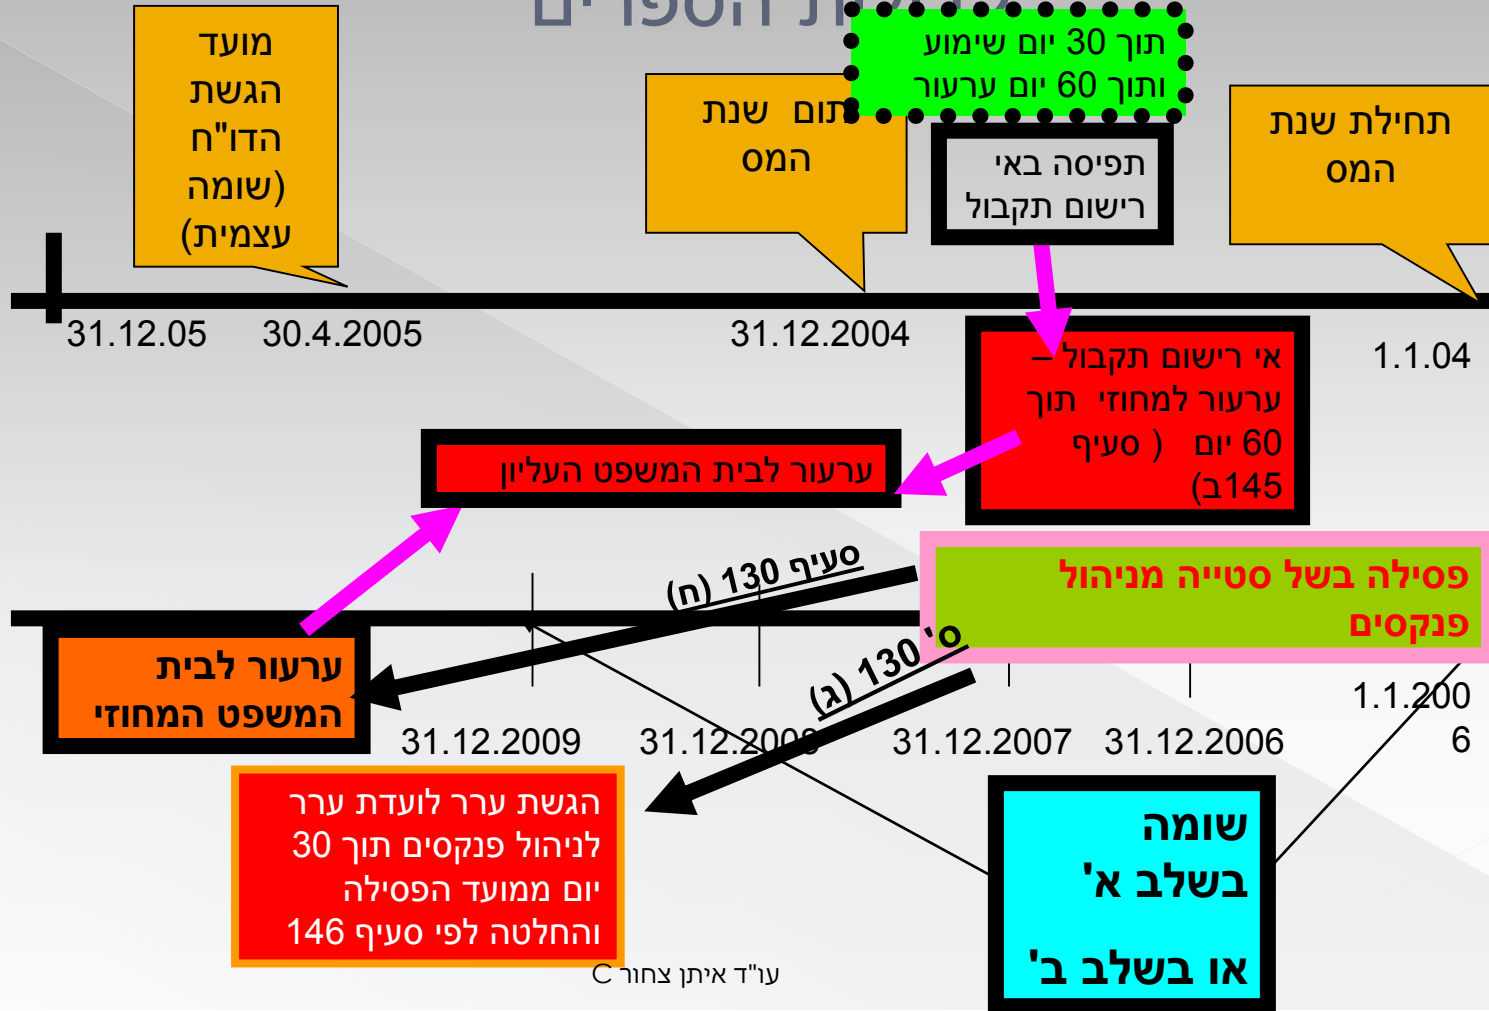 הספרים
תוך 30 יום שימוע
ותוך 60 יום ערעור
תחילת שנת
המס
תפיסה באי
רישום תקבול
תום שנת
המס
מועד
הגשת
הדו"ח
(שומה
עצמית)
1.1.04
31.12.2004
30.4.2005
31.12.05
אי רישום תקבול –
ערעור למחוזי תוך
60 יום ( סעיף
145ב)
ערעור לבית המשפט העליון
פסילה בשל סטייה מניהול
פנקסים
סעיף 130 (ח)
ס' 130 (ג)
ערעור לבית
המשפט המחוזי
1.1.200
6
31.12.2006
31.12.2007
31.12.2008
31.12.2009
הגשת ערר לועדת ערר
לניהול פנקסים תוך 30
יום ממועד הפסילה
והחלטה לפי סעיף 146
שומה
בשלב א'
או בשלב ב'
עו"ד איתן צחור C